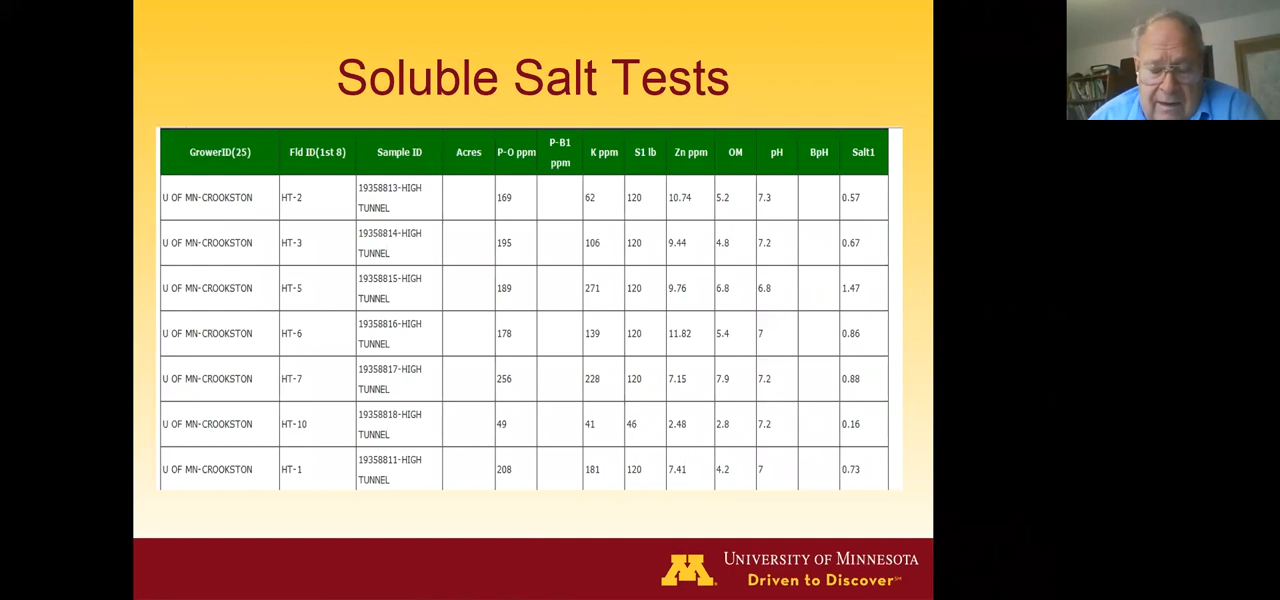 Soluble Salt Tests
GrowerID(25) Fld ID(1st 8) Sample ID Acres P-O ppm P-B1 ppm K ppm S1 lb Zn ppm OM pH BpH Salt1
U OF MN-CROOKSTON HT-2 19358813-HIGH TUNNEL 169 62 120 10.74 5.2 7.3 0.57
U OF MN-CROOKSTON HT-3 19358814-HIGH TUNNEL 195 106 120 9.44 4.8 7.2 0.67
U OF MN-CROOKSTON HT-5 19358815-HIGH TUNNEL 189 271 120 9.76 6.8 6.8 1.47
U OF MN-CROOKSTON HT-6 19358816-HIGH TUNNEL 178 139 120 11.82 5.4 7 0.86
U OF MN-CROOKSTON HT-7 19358817-HIGH TUNNEL 256 228 120 7.15 7.9 7.2 0.88
U OF MN-CROOKSTON HT-10 19358818-HIGH TUNNEL 49 41 46 2.48 2.8 7.2 0.16
U OF MN-CROOKSTON HT-1 19358811-HIGH TUNNEL 208 181 120 7.41 4.2 7 0.73
M UNIVERSITY OF MINNESOTA
Driven to Discover℠